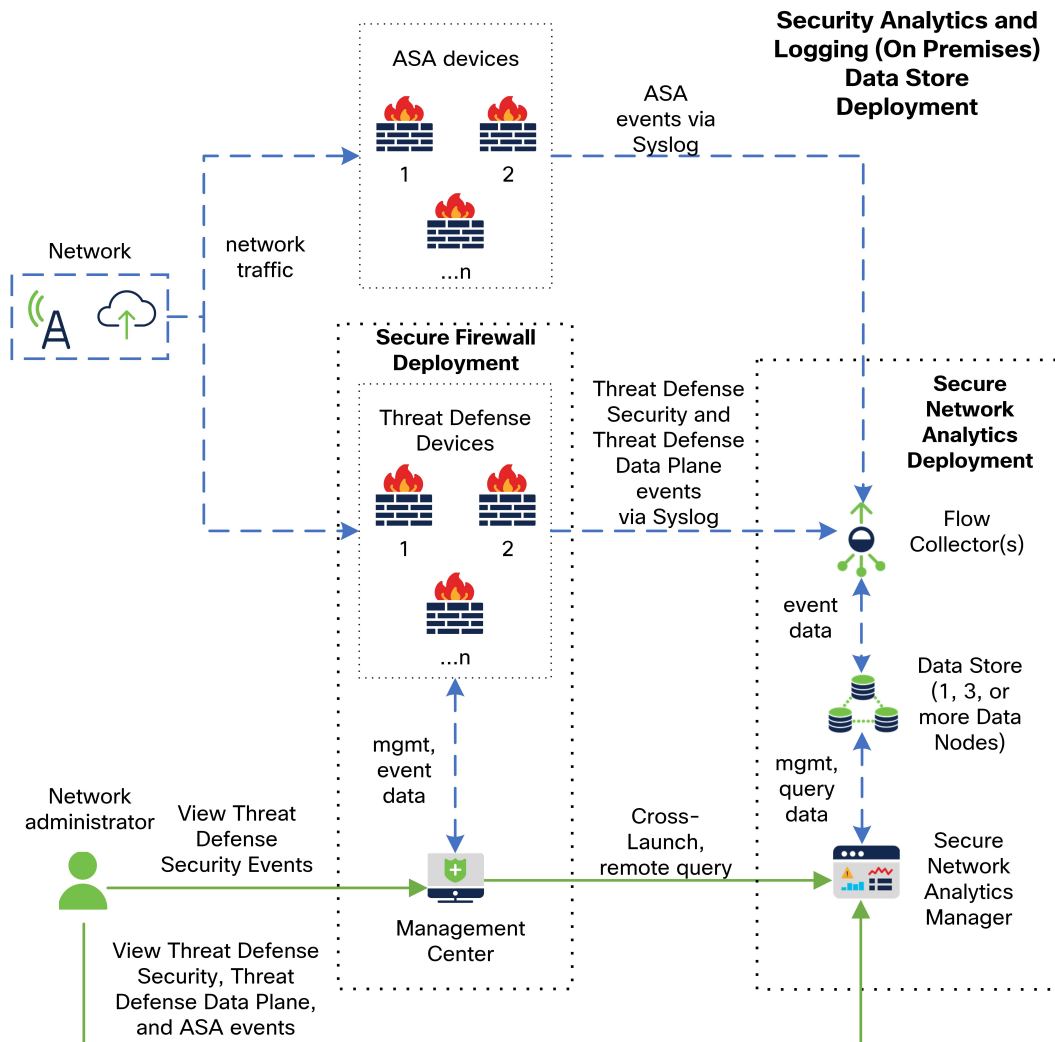 Security Analytics and
Logging (On Premises)
Data Store
Deployment
ASA devices
1
2
...n
ASA
events via
Syslog
Network
network
traffic
Secure Firewall
Deployment
Threat Defense
Devices
1
2
...n
Threat Defense
Security and
Threat Defense
Data Plane
events
via Syslog
Secure
Network
Analytics
Deployment
Flow
Collector(s)
event
data
Data Store
(1, 3, or
more Data
Nodes)
mgmt,
event
data
mgmt,
query
data
Network
administrator
View Threat
Defense
Security Events
Cross-
Launch,
remote query
Secure
Network
Analytics
Manager
Management
Center
View Threat Defense
Security, Threat
Defense Data Plane,
and ASA events